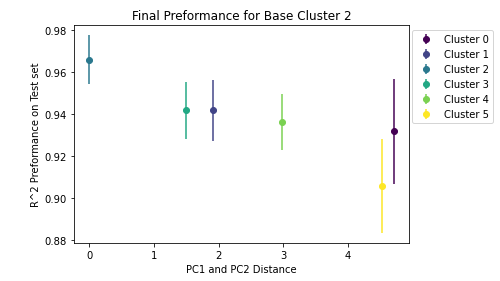 Final Preformance for Base Cluster 2
R^2 Preformance on Test set
0.98
0.96
0.94
0.92
0.90
0.88
0
1
2
3
4
PC1 and PC2 Distance
Cluster 0
Cluster 1
Cluster 2
Cluster 3
Cluster 4
Cluster 5